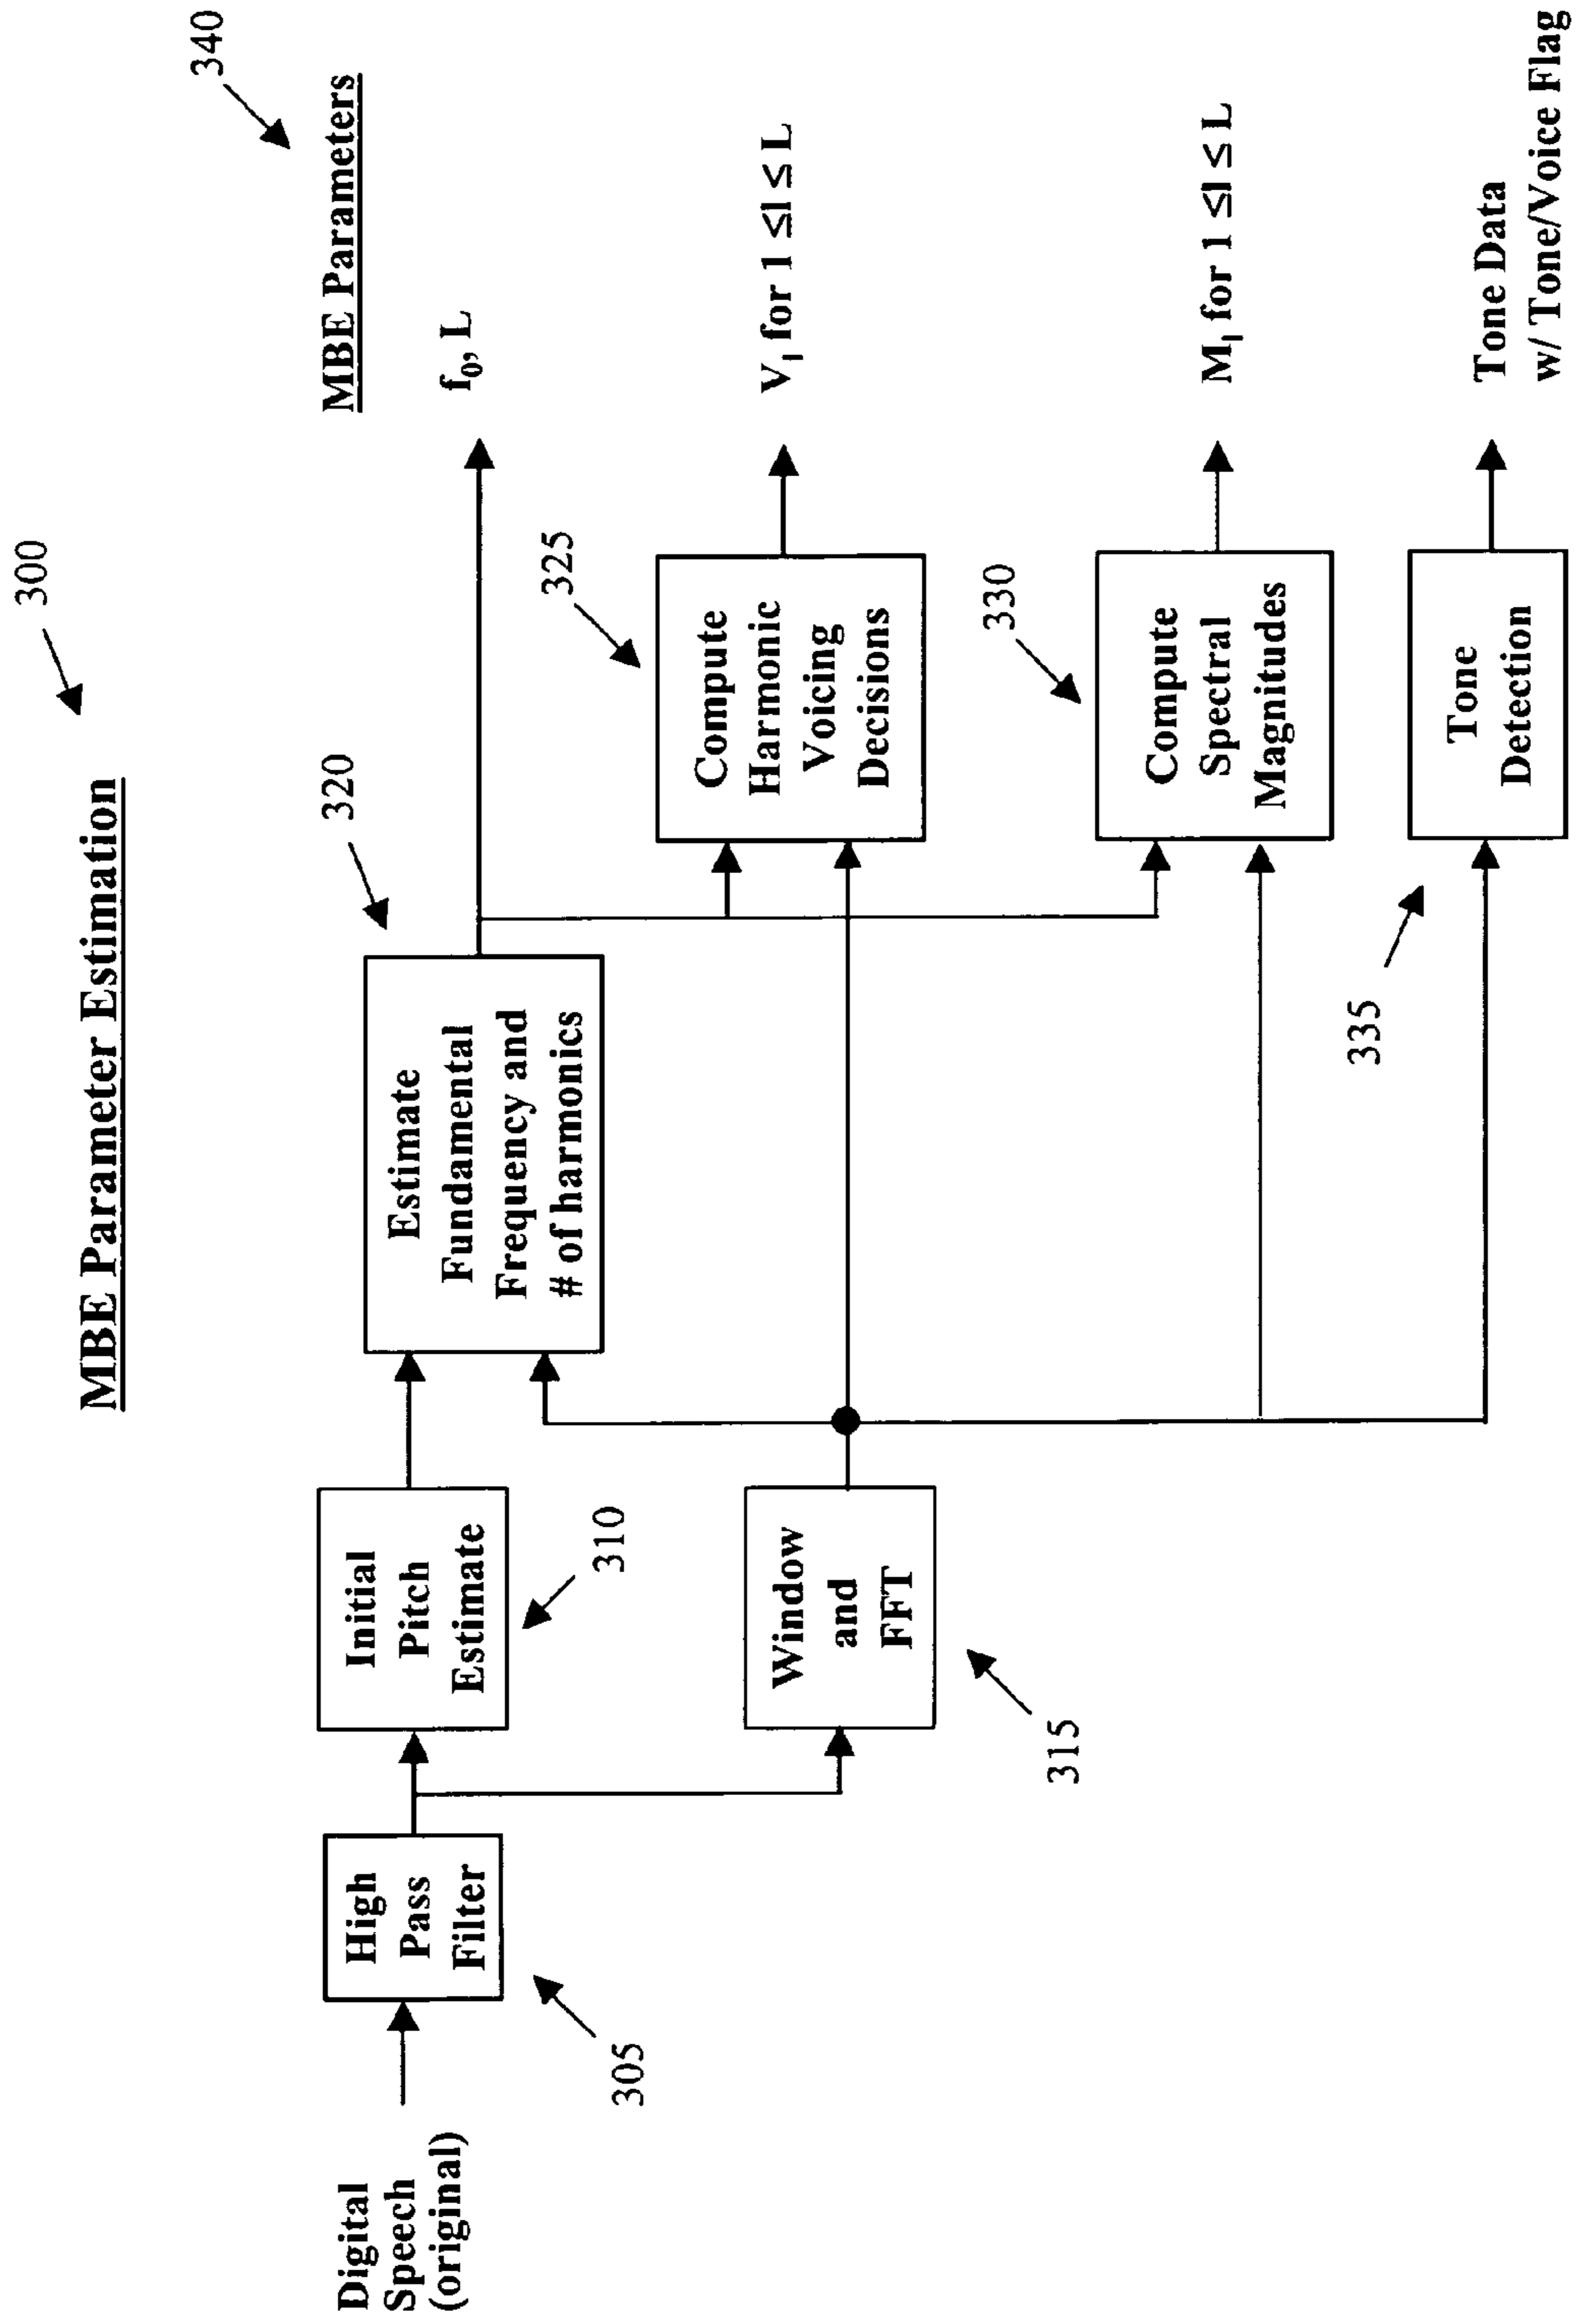 300
MBE Parameter Estimation
340
MBE Parameters
320
f₀, L
Estimate
Fundamental
Frequency and
# of harmonics
Initial
Pitch
Estimate
310
High
Pass
Filter
305
Digital
Speech
(original)
325
Compute
Harmonic
Voicing
Decisions
Vₗ for 1 ≤ l ≤ L
Window
and
FFT
315
330
Compute
Spectral
Magnitudes
Mₗ for 1 ≤ l ≤ L
335
Tone
Detection
Tone Data
w/ Tone/Voice Flag